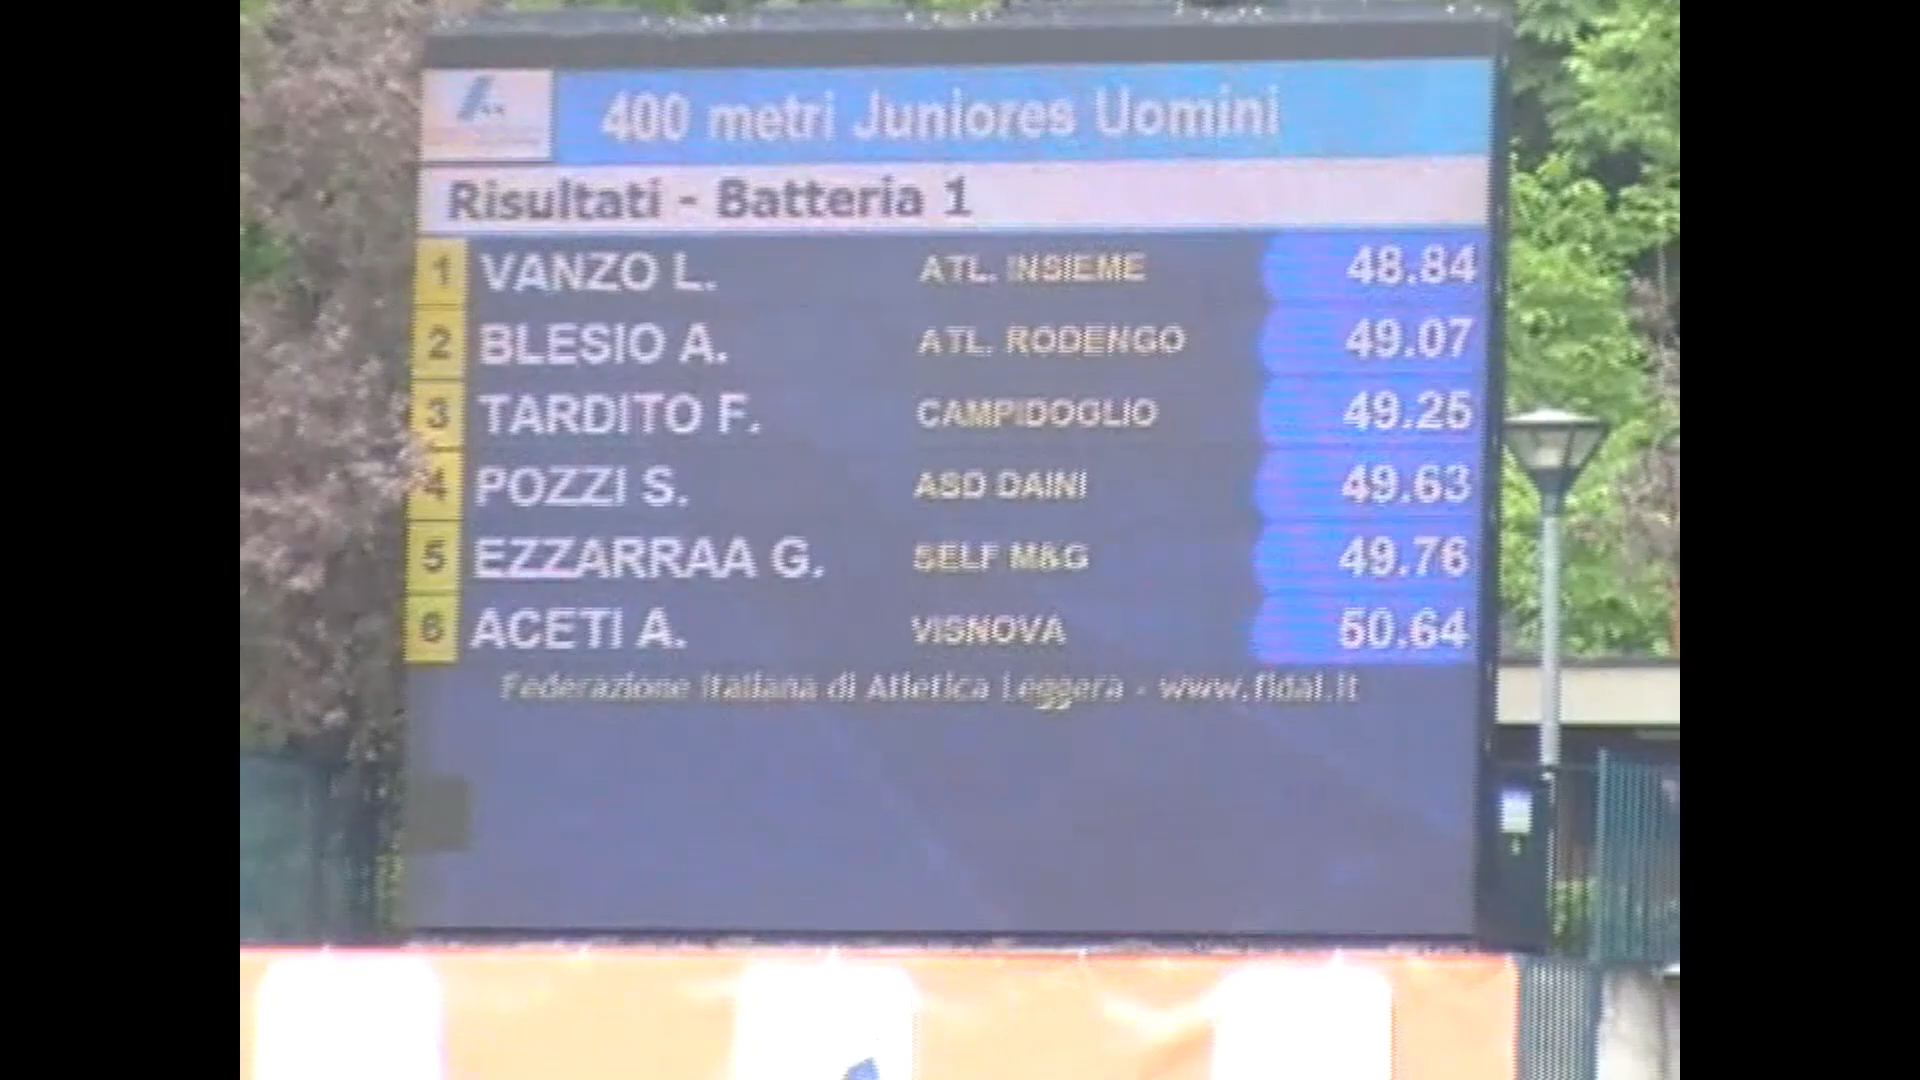 400 metri Juniores Uomini
Risultati - Batteria 1
1 VANZO L. ATL. INSIEME 48.84
2 BLESIO A. ATL. RODENGO 49.07
3 TARDITO F. CAMPIDOGLIO 49.25
4 POZZI S. ASD DAINI 49.63
5 EZZARRAA G. SELF M&G 49.76
6 ACETI A. VISNOVA 50.64
Federazione Italiana di Atletica Leggera - www.fidal.it